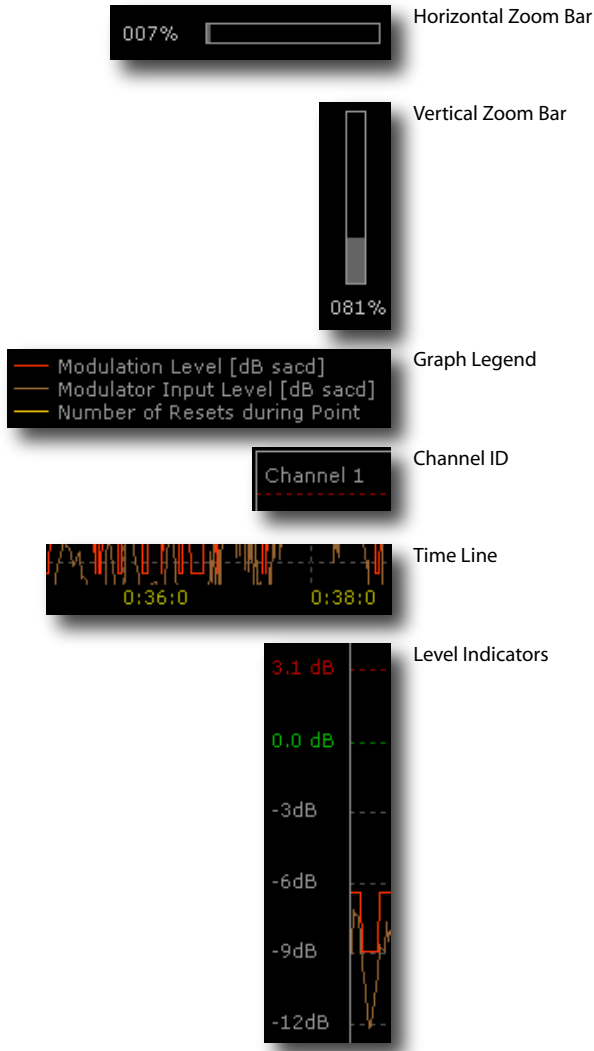 007%
Horizontal Zoom Bar
Vertical Zoom Bar
081%
Modulation Level [dB sacd]
Modulator Input Level [dB sacd]
Number of Resets during Point
Graph Legend
Channel 1
Channel ID
Time Line
0:36:0 0:38:0
Level Indicators
3.1 dB
0.0 dB
-3dB
-6dB
-9dB
-12dB